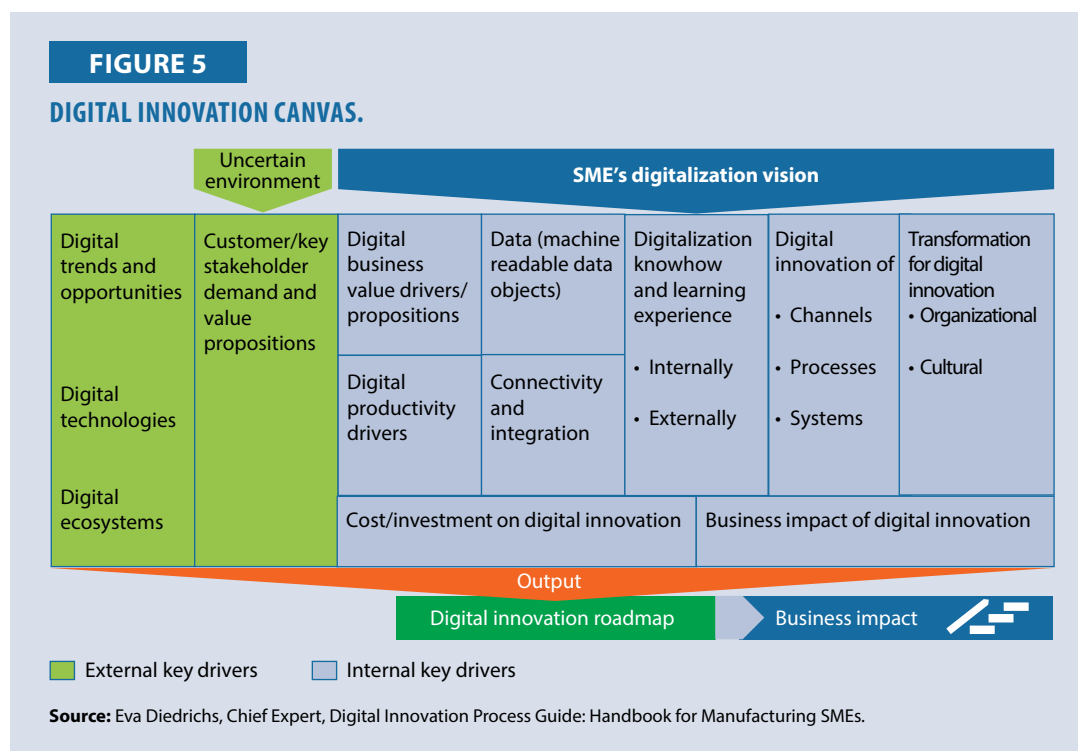 FIGURE 5
DIGITAL INNOVATION CANVAS.
Uncertain
environment
SME's digitalization vision
Digital
trends and
opportunities
Digital
technologies
Digital
ecosystems
Customer/key
stakeholder
demand and
value
propositions
Digital
business
value drivers/
propositions
Digital
productivity
drivers
Data (machine
readable data
objects)
Connectivity
and
integration
Digitalization
knowhow
and learning
experience
• Internally
• Externally
Digital
innovation of
• Channels
• Processes
• Systems
Transformation
for digital
innovation
• Organizational
• Cultural
Cost/investment on digital innovation
Business impact of digital innovation
Output
Digital innovation roadmap
Business impact
External key drivers
Internal key drivers
Source: Eva Diedrichs, Chief Expert, Digital Innovation Process Guide: Handbook for Manufacturing SMEs.